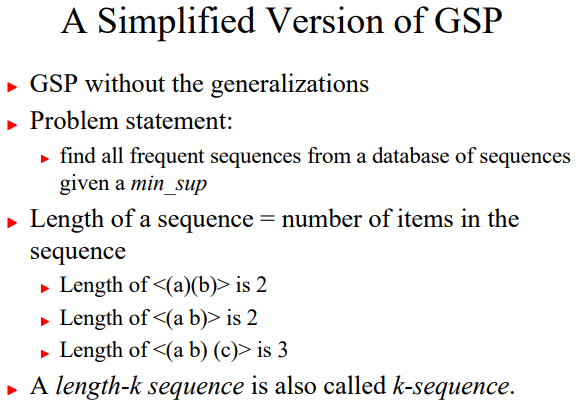 A Simplified Version of GSP
GSP without the generalizations
Problem statement:
find all frequent sequences from a database of sequences
given a min_sup
Length of a sequence = number of items in the
sequence
Length of <(a)(b)> is 2
Length of <(a b)> is 2
Length of <(a b) (c)> is 3
A length-k sequence is also called k-sequence.